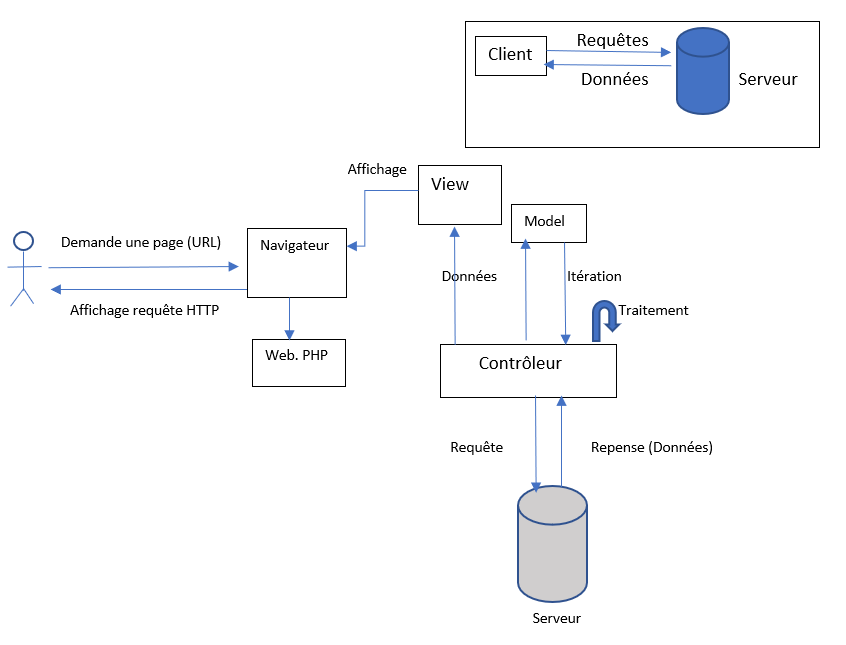 Requêtes
Client
Données
Serveur
Affichage
View
Model
Demande une page (URL)
Navigateur
Données
Itération
Affichage requête HTTP
Traitement
Web. PHP
Contrôleur
Requête
Repense (Données)
Serveur